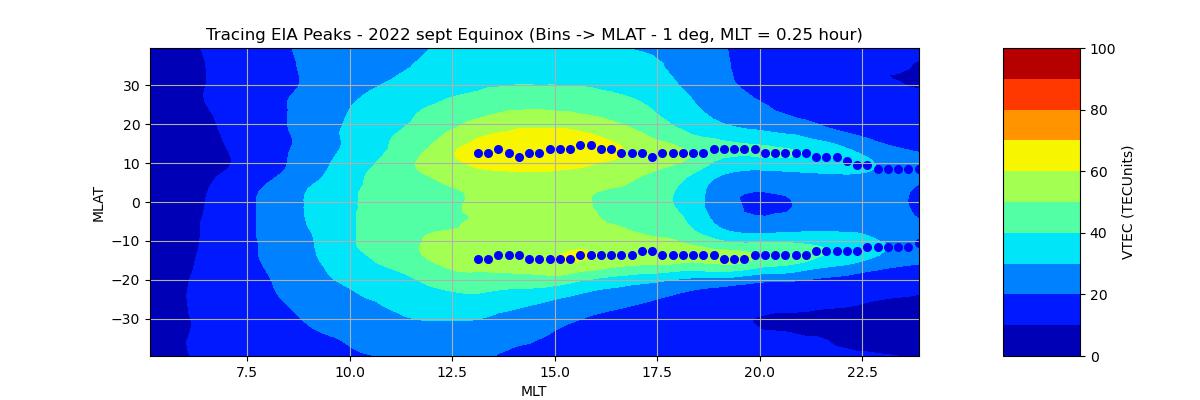 Tracing EIA Peaks - 2022 sept Equinox (Bins -> MLAT - 1 deg, MLT = 0.25 hour)
MLAT
30
20
10
0
−10
−20
−30
7.5 10.0 12.5 15.0 17.5 20.0 22.5
MLT
100
80
60
40
20
0
VTEC (TECUnits)